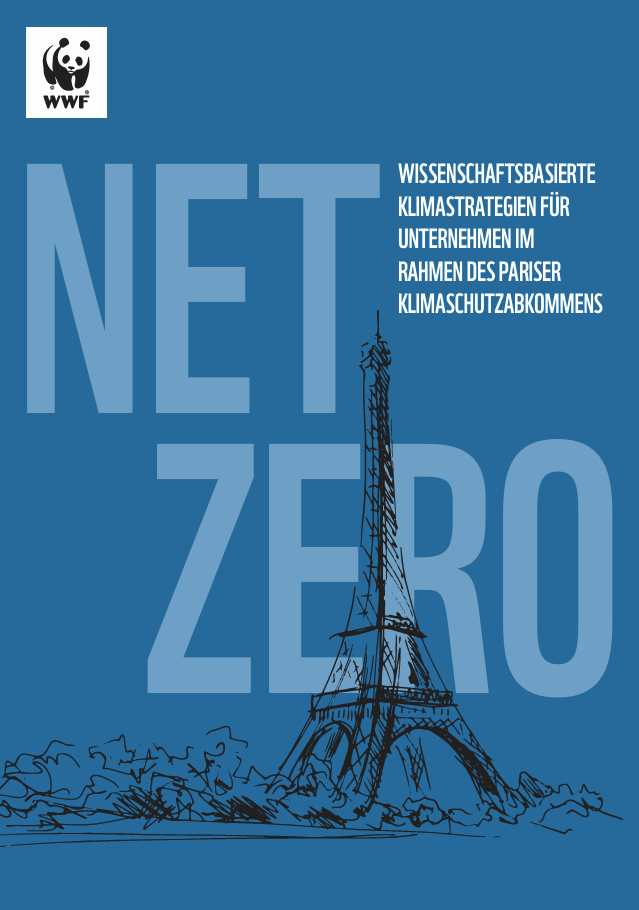 WWF
NET
WISSENSCHAFTSBASIERTE
KLIMASTRATEGIEN FÜR
UNTERNEHMEN IM
RAHMEN DES PARISER
KLIMASCHUTZABKOMMENS
ZERO